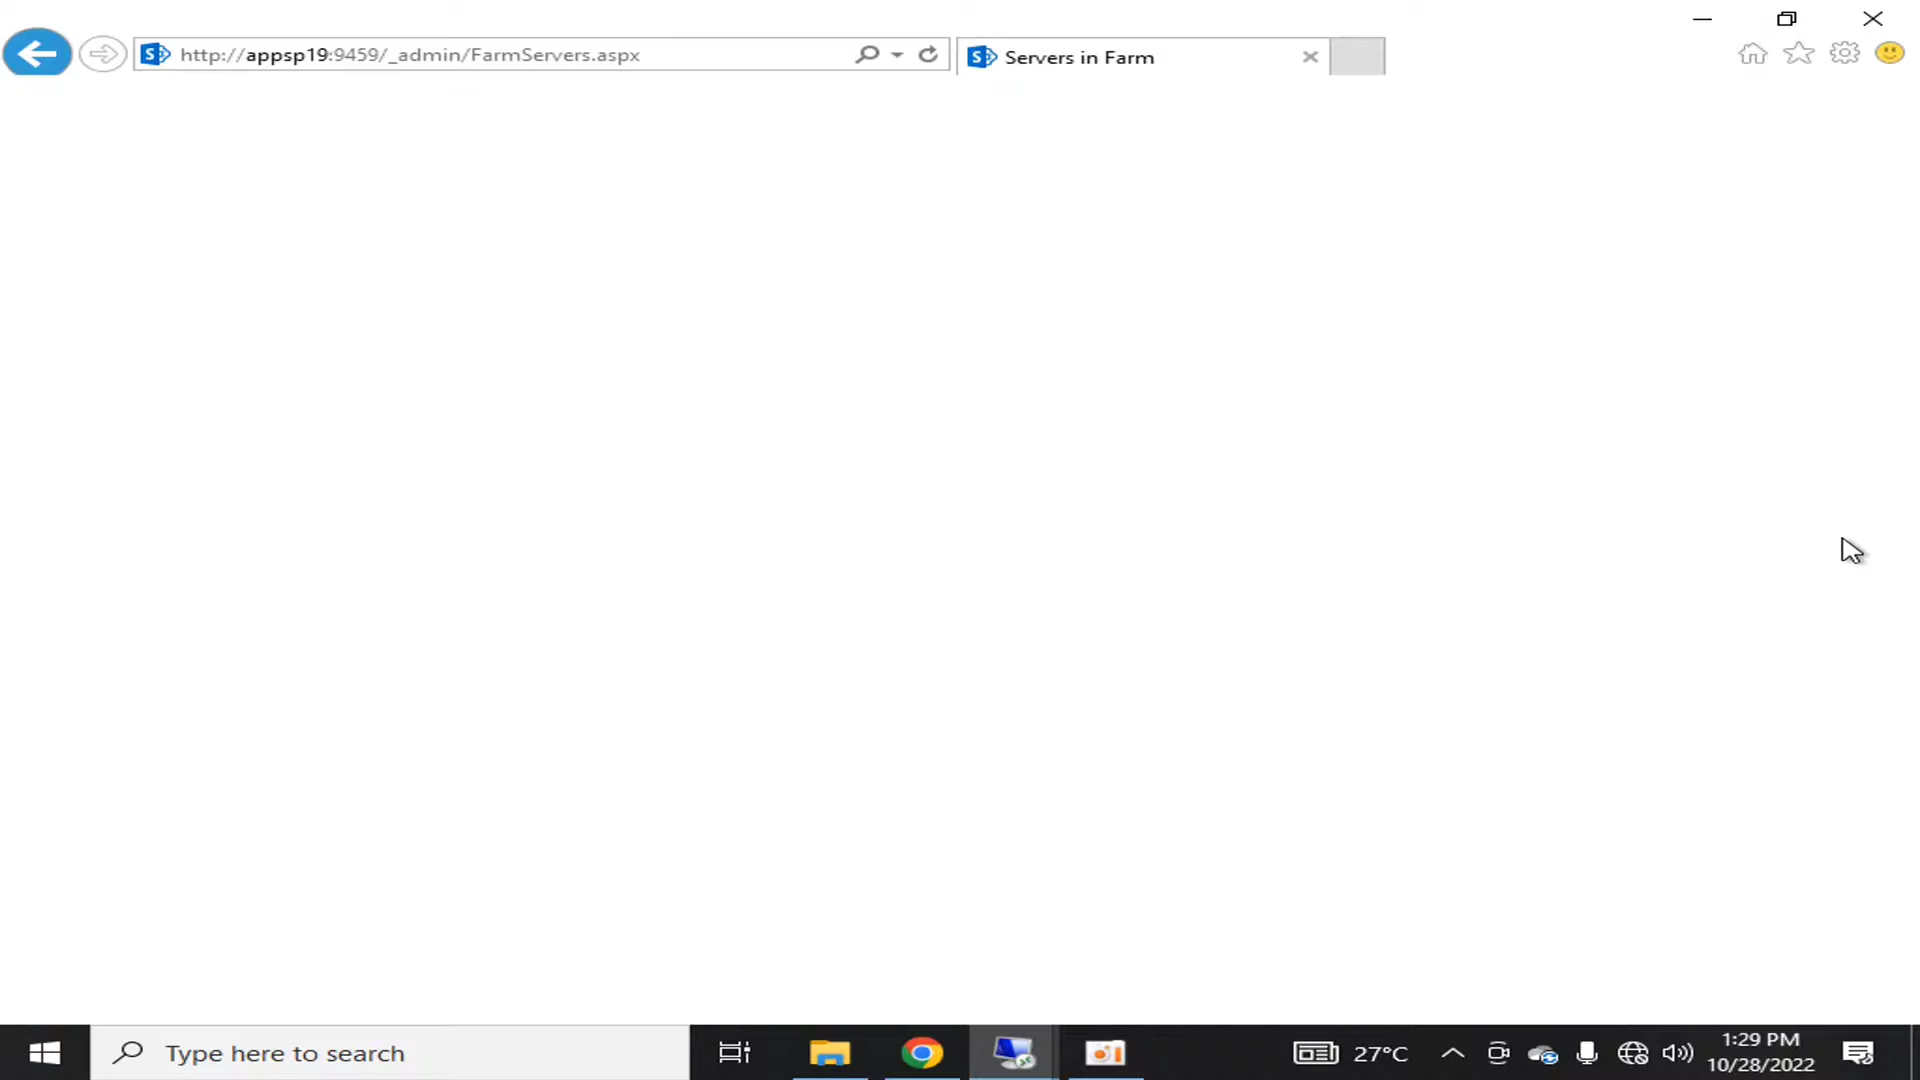 http://appsp19:9459/_admin/FarmServers.aspx
Servers in Farm
Type here to search
27°C
1:29 PM
10/28/2022